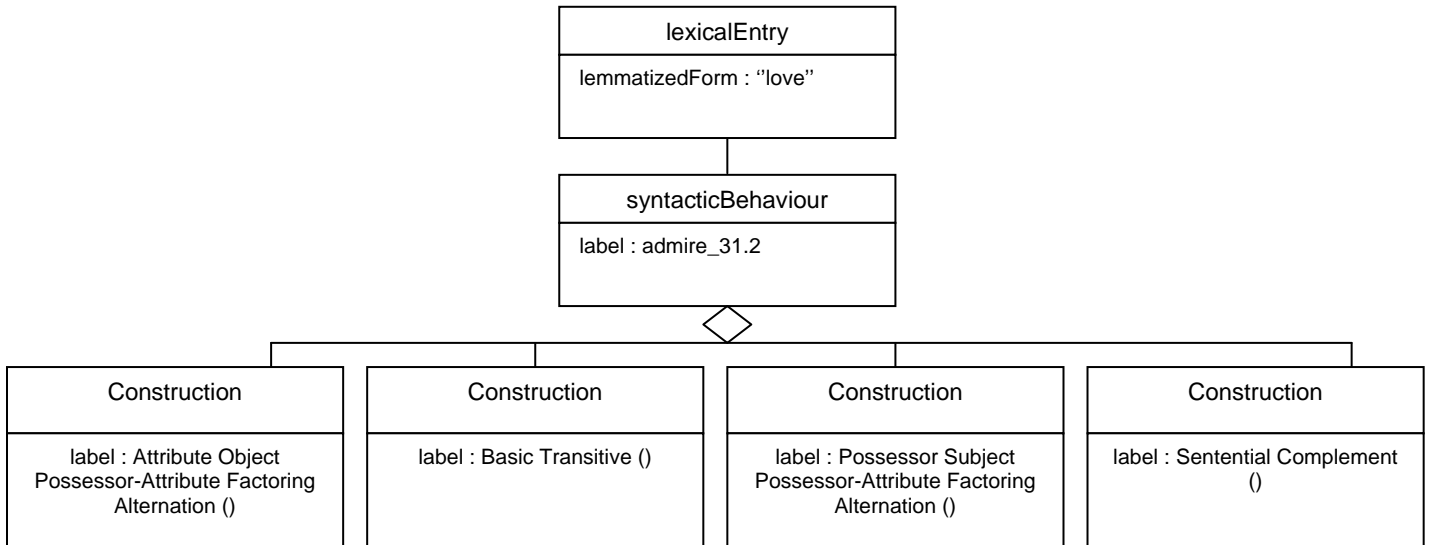 lexicalEntry
lemmatizedForm : ‘’love’’
syntacticBehaviour
label : admire_31.2
Construction
label : Attribute Object
Possessor-Attribute Factoring
Alternation ()
Construction
label : Basic Transitive ()
Construction
label : Possessor Subject
Possessor-Attribute Factoring
Alternation ()
Construction
label : Sentential Complement
()